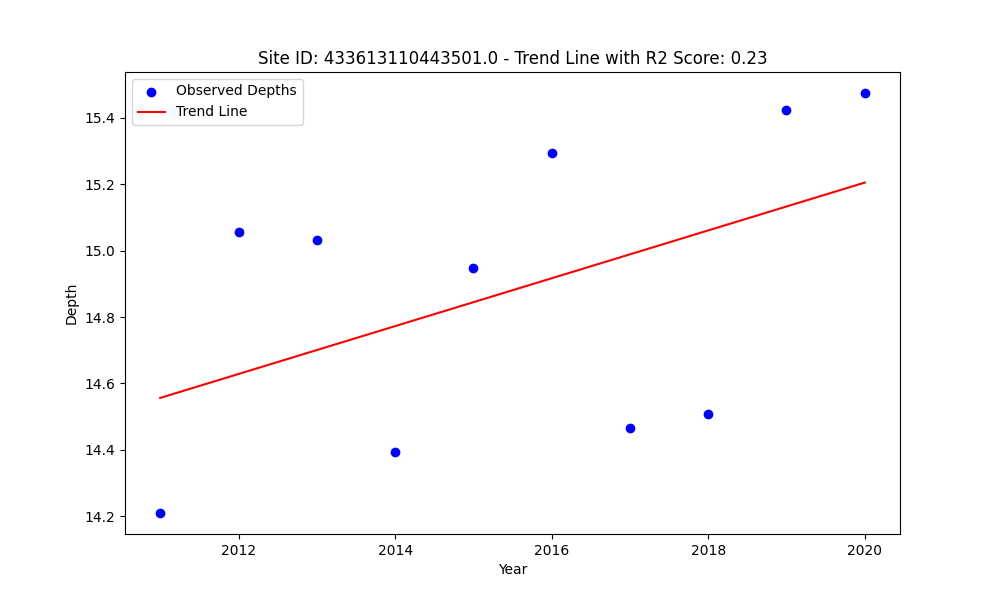 Site ID: 433613110443501.0 - Trend Line with R2 Score: 0.23
Observed Depths
Trend Line
15.4
15.2
15.0
14.8
14.6
14.4
14.2
Depth
2012
2014
2016
2018
2020
Year